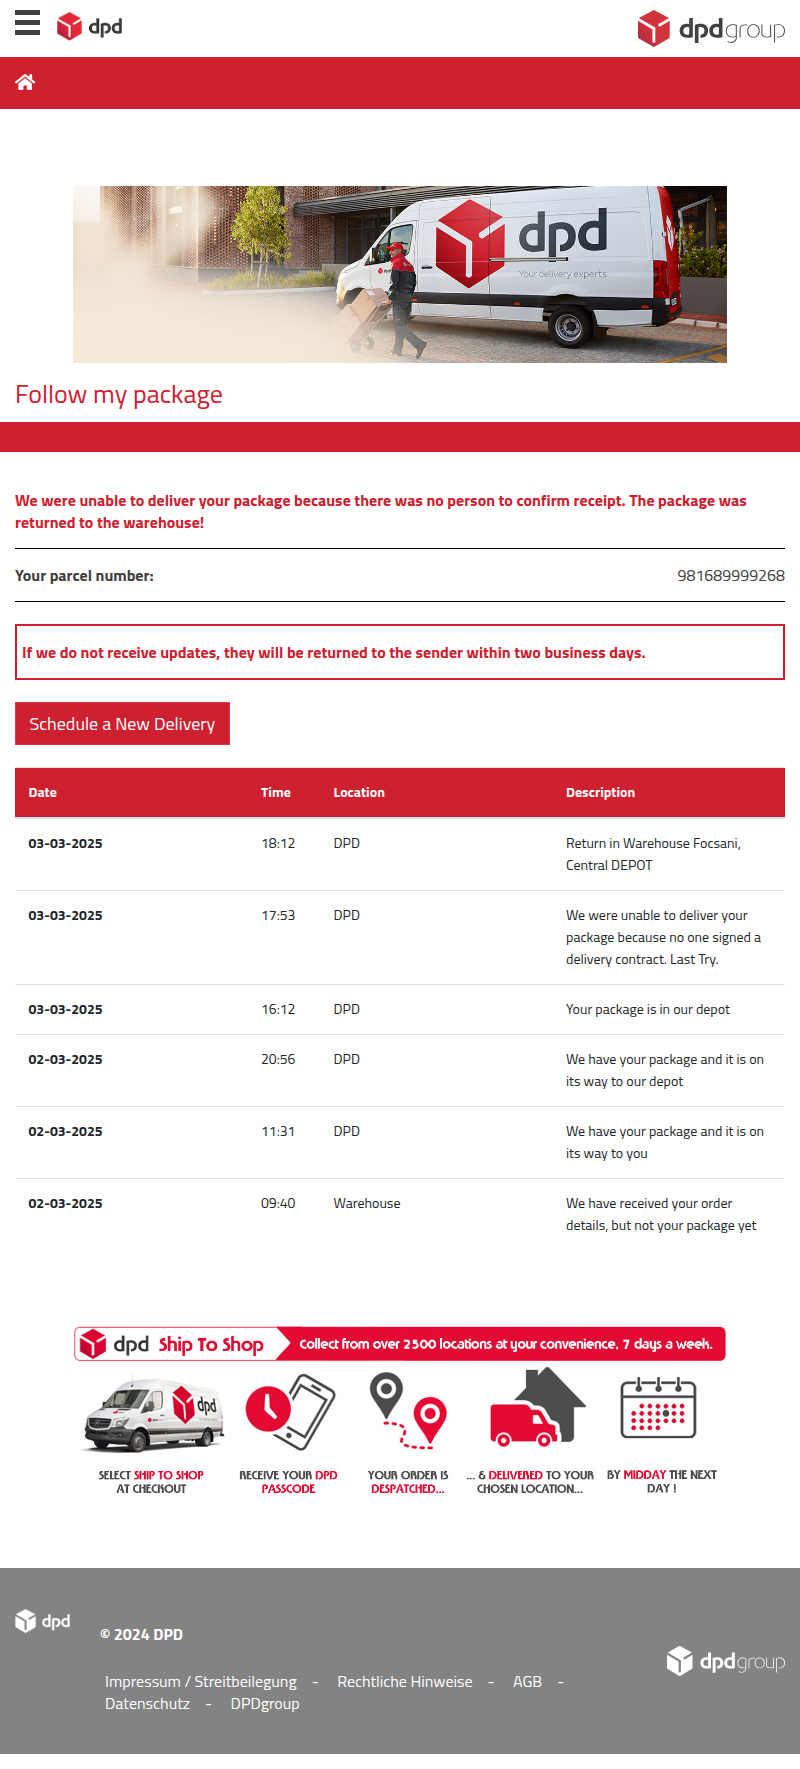 dpd
dpdgroup
dpd
Your delivery experts
Follow my package
We were unable to deliver your package because there was no person to confirm receipt. The package was
returned to the warehouse!
Your parcel number: 981689999268
If we do not receive updates, they will be returned to the sender within two business days.
Schedule a New Delivery
Date Time Location Description
03-03-2025 18:12 DPD Return in Warehouse Focsani,
Central DEPOT
03-03-2025 17:53 DPD We were unable to deliver your
package because no one signed a
delivery contract. Last Try.
03-03-2025 16:12 DPD Your package is in our depot
02-03-2025 20:56 DPD We have your package and it is on
its way to our depot
02-03-2025 11:31 DPD We have your package and it is on
its way to you
02-03-2025 09:40 Warehouse We have received your order
details, but not your package yet
dpd Ship To Shop Collect from over 2500 locations at your convenience, 7 days a week.
dpd
SELECT SHIP TO SHOP
AT CHECKOUT
RECEIVE YOUR DPD
PASSCODE
YOUR ORDER IS
DESPATCHED...
... & DELIVERED TO YOUR
CHOSEN LOCATION...
BY MIDDAY THE NEXT
DAY !
dpd
© 2024 DPD
dpdgroup
Impressum / Streitbeilegung - Rechtliche Hinweise - AGB -
Datenschutz - DPDgroup